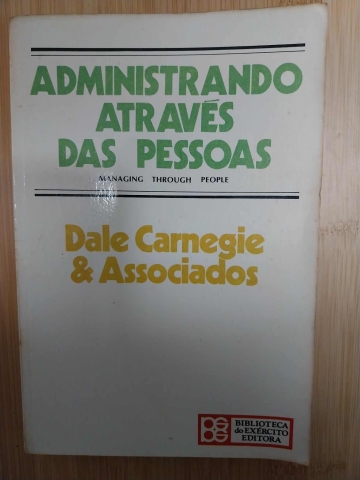 ADMINISTRANDO
ATRAVÉS
DAS PESSOAS
MANAGING THROUGH PEOPLE
Dale Carnegie
& Associados
BIBLIOTECA
do EXÉRCITO
EDITORA